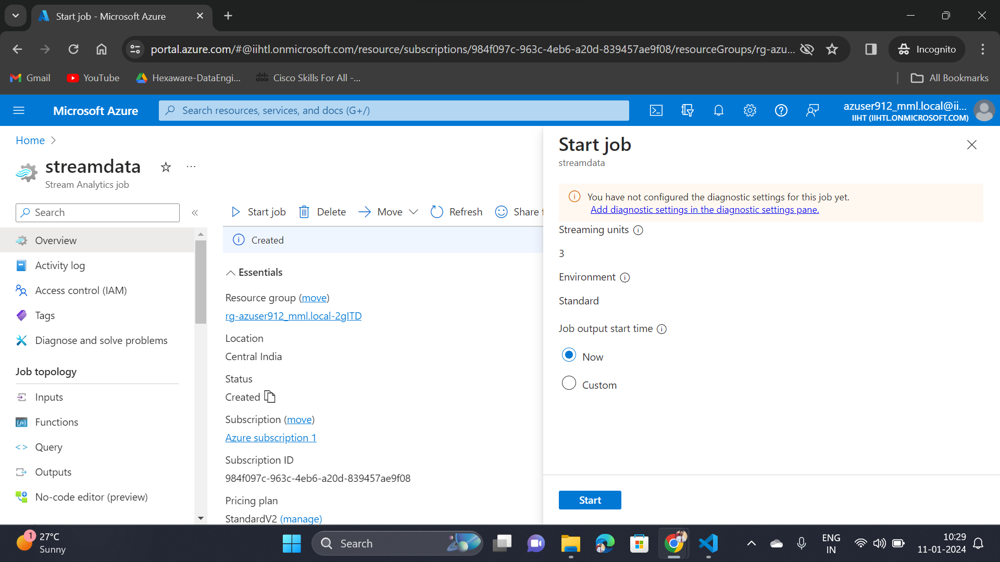 Start job - Microsoft Azure
portal.azure.com/#@iihtl.onmicrosoft.com/resource/subscriptions/984f097c-963c-4eb6-a20d-839457ae9f08/resourceGroups/rg-azu...
Incognito
Gmail
YouTube
Hexaware-DataEngi...
Cisco Skills For All -...
All Bookmarks
Microsoft Azure
Search resources, services, and docs (G+/)
azuser912_mml.local@ii...
IIHT (IIHTL.ONMICROSOFT.COM)
Home
streamdata
Stream Analytics job
Search
Overview
Activity log
Access control (IAM)
Tags
Diagnose and solve problems
Job topology
Inputs
Functions
Query
Outputs
No-code editor (preview)
Start job
Delete
Move
Refresh
Share f
Created
Essentials
Resource group (move)
rg-azuser912_mml.local-2gITD
Location
Central India
Status
Created
Subscription (move)
Azure subscription 1
Subscription ID
984f097c-963c-4eb6-a20d-839457ae9f08
Pricing plan
StandardV2 (manage)
Start job
streamdata
You have not configured the diagnostic settings for this job yet.
Add diagnostic settings in the diagnostic settings pane.
Streaming units
3
Environment
Standard
Job output start time
Now
Custom
Start
1
27°C
Sunny
Search
ENG
IN
10:29
11-01-2024